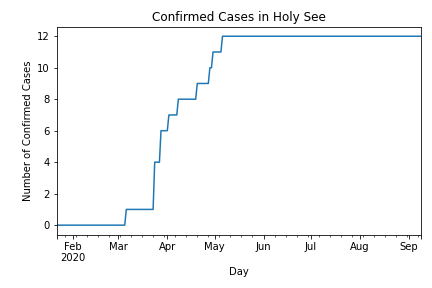 Confirmed Cases in Holy See
Number of Confirmed Cases
12
10
8
6
4
2
0
Feb Mar Apr May Jun Jul Aug Sep
2020
Day